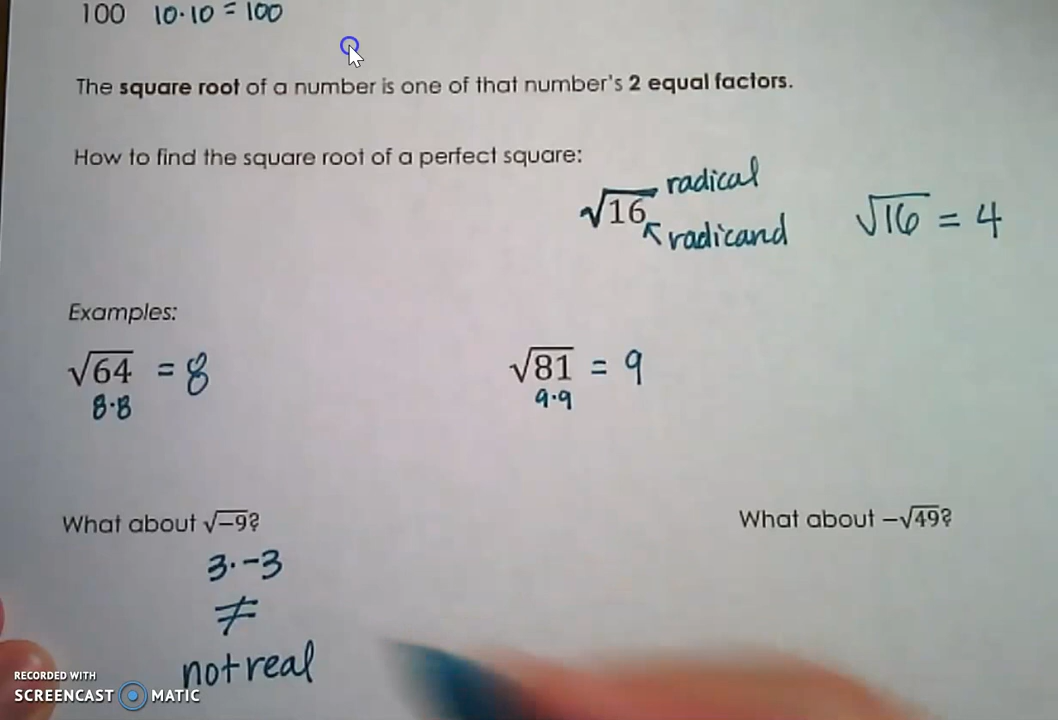 100 10·10 = 100
The square root of a number is one of that number's 2 equal factors.
How to find the square root of a perfect square:
√16 radical
radicand
√16 = 4
Examples:
√64 = 8
8·8
√81 = 9
9·9
What about √−9?
3·−3
≠
not real
What about −√49?
RECORDED WITH
SCREENCAST MATIC